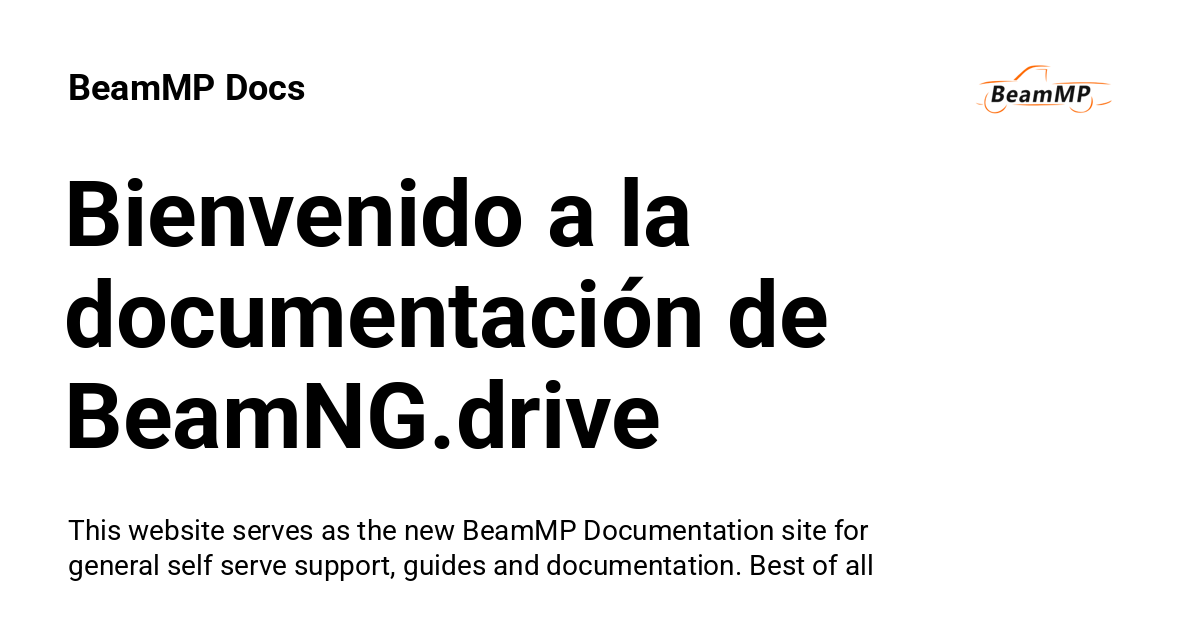 BeamMP Docs
BeamMP
Bienvenido a la
documentación de
BeamNG.drive
This website serves as the new BeamMP Documentation site for
general self serve support, guides and documentation. Best of all